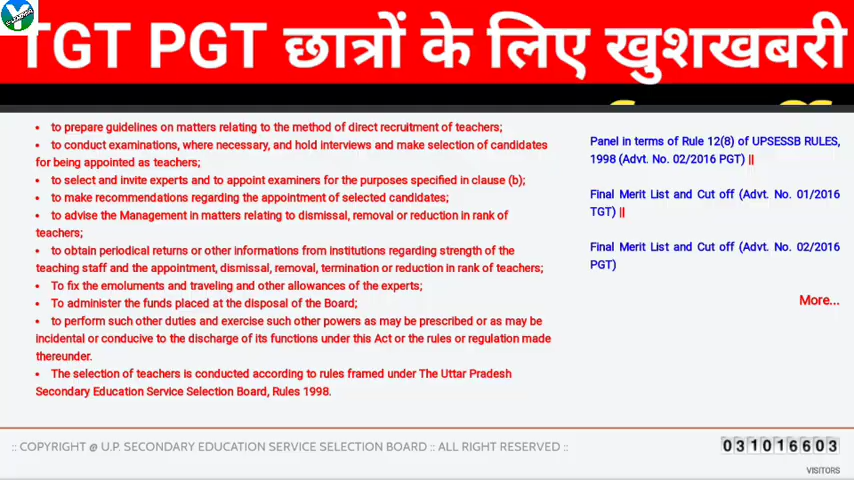 TGT PGT छात्रों के लिए खुशखबरी
• to prepare guidelines on matters relating to the method of direct recruitment of teachers;
• to conduct examinations, where necessary, and hold interviews and make selection of candidates
for being appointed as teachers;
• to select and invite experts and to appoint examiners for the purposes specified in clause (b);
• to make recommendations regarding the appointment of selected candidates;
• to advise the Management in matters relating to dismissal, removal or reduction in rank of
teachers;
• to obtain periodical returns or other informations from institutions regarding strength of the
teaching staff and the appointment, dismissal, removal, termination or reduction in rank of teachers;
• To fix the emoluments and traveling and other allowances of the experts;
• To administer the funds placed at the disposal of the Board;
• to perform such other duties and exercise such other powers as may be prescribed or as may be
incidental or conducive to the discharge of its functions under this Act or the rules or regulation made
thereunder.
• The selection of teachers is conducted according to rules framed under The Uttar Pradesh
Secondary Education Service Selection Board, Rules 1998.
Panel in terms of Rule 12(8) of UPSESSB RULES,
1998 (Advt. No. 02/2016 PGT) ||
Final Merit List and Cut off (Advt. No. 01/2016
TGT) ||
Final Merit List and Cut off (Advt. No. 02/2016
PGT)
More...
:: COPYRIGHT @ U.P. SECONDARY EDUCATION SERVICE SELECTION BOARD :: ALL RIGHT RESERVED ::
031016603
VISITORS